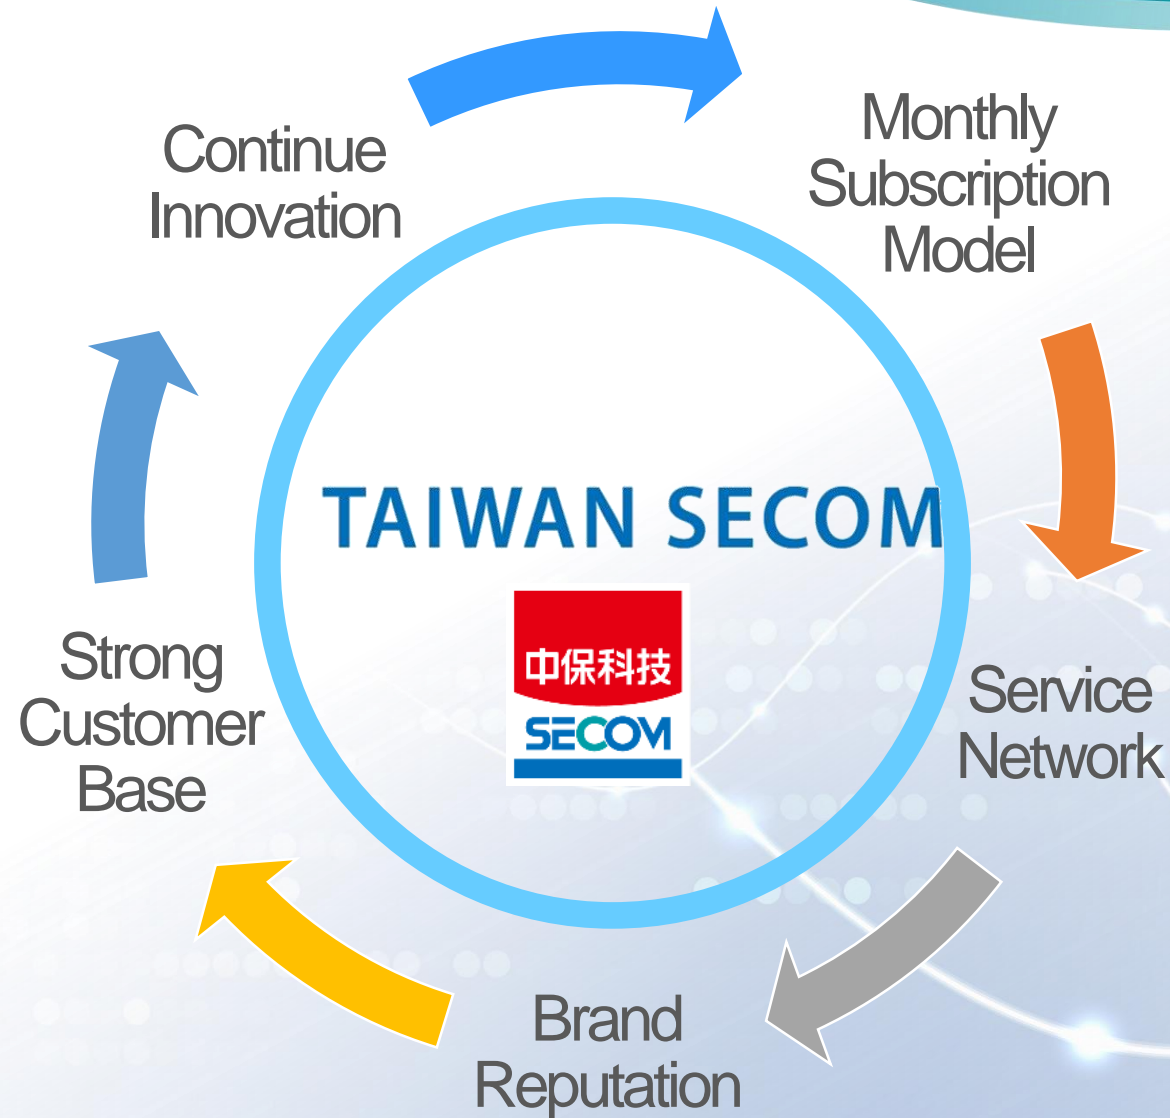 Continue
Innovation
Monthly
Subscription
Model
TAIWAN SECOM
中保科技
SECOM
Strong
Customer
Base
Service
Network
Brand
Reputation